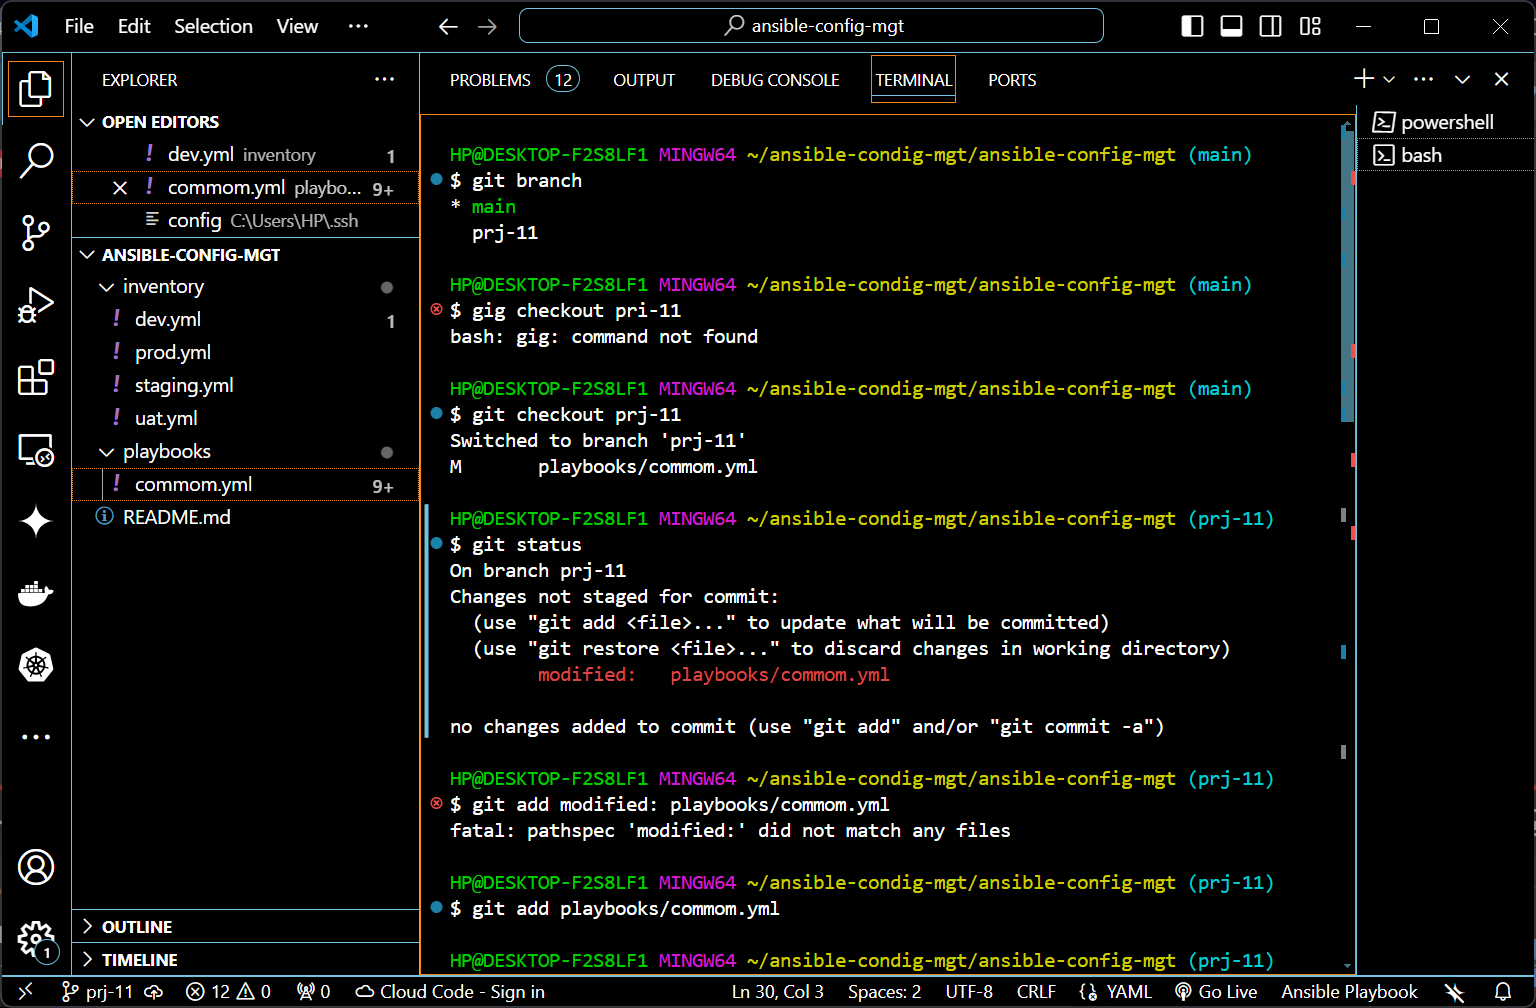 File Edit Selection View ···
ansible-config-mgt
EXPLORER
OPEN EDITORS
! dev.yml inventory 1
! commom.yml playbo... 9+
config C:\Users\HP\.ssh
ANSIBLE-CONFIG-MGT
inventory
! dev.yml 1
! prod.yml
! staging.yml
! uat.yml
playbooks
! commom.yml 9+
README.md
OUTLINE
TIMELINE
1
PROBLEMS 12 OUTPUT DEBUG CONSOLE TERMINAL PORTS
HP@DESKTOP-F2S8LF1 MINGW64 ~/ansible-condig-mgt/ansible-config-mgt (main)
$ git branch
* main
prj-11
HP@DESKTOP-F2S8LF1 MINGW64 ~/ansible-condig-mgt/ansible-config-mgt (main)
$ gig checkout pri-11
bash: gig: command not found
HP@DESKTOP-F2S8LF1 MINGW64 ~/ansible-condig-mgt/ansible-config-mgt (main)
$ git checkout prj-11
Switched to branch 'prj-11'
M playbooks/commom.yml
HP@DESKTOP-F2S8LF1 MINGW64 ~/ansible-condig-mgt/ansible-config-mgt (prj-11)
$ git status
On branch prj-11
Changes not staged for commit:
(use "git add <file>..." to update what will be committed)
(use "git restore <file>..." to discard changes in working directory)
modified: playbooks/commom.yml
no changes added to commit (use "git add" and/or "git commit -a")
HP@DESKTOP-F2S8LF1 MINGW64 ~/ansible-condig-mgt/ansible-config-mgt (prj-11)
$ git add modified: playbooks/commom.yml
fatal: pathspec 'modified:' did not match any files
HP@DESKTOP-F2S8LF1 MINGW64 ~/ansible-condig-mgt/ansible-config-mgt (prj-11)
$ git add playbooks/commom.yml
HP@DESKTOP-F2S8LF1 MINGW64 ~/ansible-condig-mgt/ansible-config-mgt (prj-11)
powershell
bash
prj-11 12 0 0 Cloud Code - Sign in Ln 30, Col 3 Spaces: 2 UTF-8 CRLF YAML Go Live Ansible Playbook